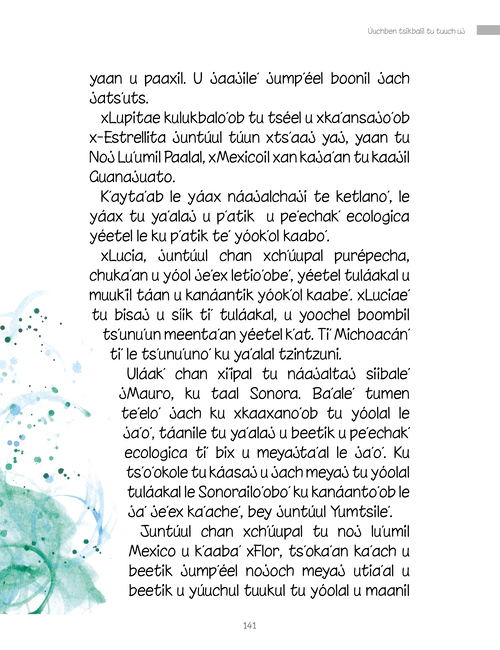 Úuchben tsikbalil tu tuuch uj
yaan u paaxil. U jaajile' jump'éel boonil jach
jats'uts.
xLupitae kulukbalo'ob tu tséel u xka'ansajo'ob
x-Estrellita juntúul túun xts'aaj yaj, yaan tu
Noj Lu'umil Paalal, xMexicoil xan kaja'an tu kaajil
Guanajuato.
K'ayta'ab le yáax náajalchaji te ketlano', le
yáax tu ya'alaj u p'atik u pe'echak' ecologica
yéetel le ku p'atik te' yóok'ol kaabo'.
xLucia, juntúul chan xch'úupal purépecha,
chuka'an u yóol je'ex letio'obe', yéetel tuláakal u
muuk'il táan u kanáantik yóok'ol kaabe'. xLuciae'
tu bisaj u síik ti' tuláakal, u yoochel boombil
ts'unu'un meenta'an yéetel k'at. Ti' Michoacán'
ti' le ts'unu'uno' ku ya'alal tzintzuni.
Uláak' chan xiipal tu náajaltaj siibale'
jMauro, ku taal Sonora. Ba'ale' tumen
te'elo' jach ku xkaaxano'ob tu yóolal le
ja'o', táanile tu ya'alaj u beetik u pe'echak'
ecologica ti' bix u meyajta'al le ja'o'. Ku
ts'o'okole tu káasaj u jach meyaj tu yóolal
tuláakal le Sonorailo'obo' ku kanáanto'ob le
ja' je'ex ka'ache', bey juntúul Yumtsile'.
Juntúul chan xch'úupal tu noj lu'umil
Mexico u k'aaba' xFlor, ts'oka'an ka'ach u
beetik jump'éel nojoch meyaj utia'al u
beetik u yúuchul tuukul tu yóolal u maanil
141